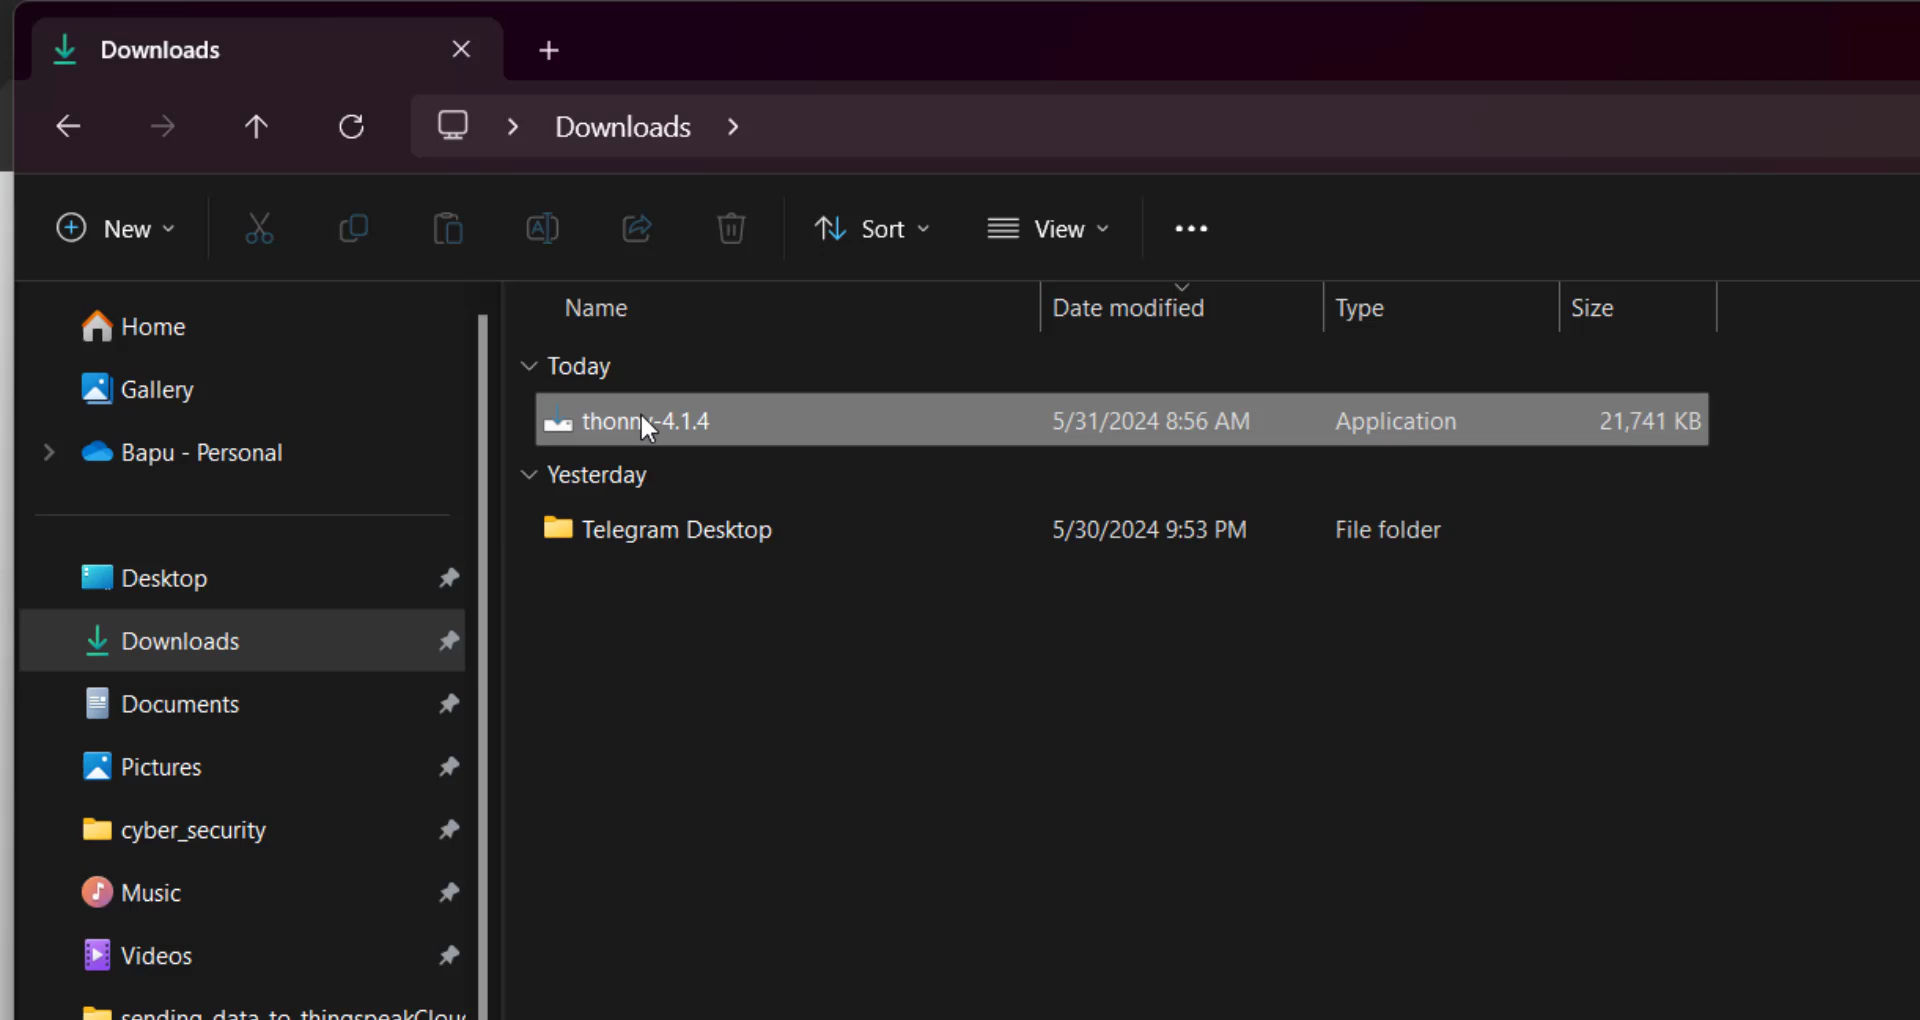 Downloads
Downloads
New
Sort
View
Home
Gallery
Bapu - Personal
Desktop
Downloads
Documents
Pictures
cyber_security
Music
Videos
Name Date modified Type Size
Today
thonny-4.1.4 5/31/2024 8:56 AM Application 21,741 KB
Yesterday
Telegram Desktop 5/30/2024 9:53 PM File folder
sending_data_to_thingspeakClou